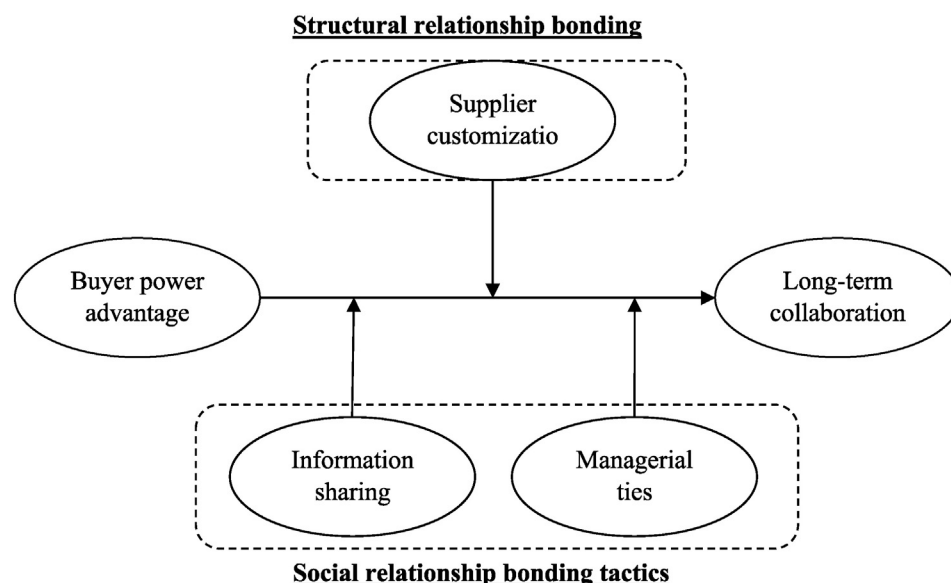 Structural relationship bonding
Supplier
customizatio
Buyer power
advantage
Long-term
collaboration
Information
sharing
Managerial
ties
Social relationship bonding tactics